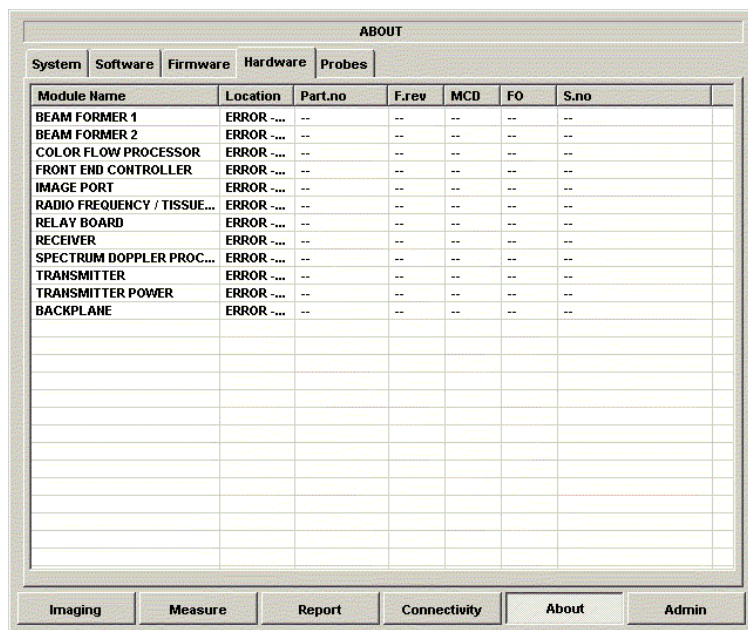 ABOUT
System Software Firmware Hardware Probes
Module Name Location Part.no F.rev MCD FO S.no
BEAM FORMER 1 ERROR -... -- -- -- -- --
BEAM FORMER 2 ERROR -... -- -- -- -- --
COLOR FLOW PROCESSOR ERROR -... -- -- -- -- --
FRONT END CONTROLLER ERROR -... -- -- -- -- --
IMAGE PORT ERROR -... -- -- -- -- --
RADIO FREQUENCY / TISSUE... ERROR -... -- -- -- -- --
RELAY BOARD ERROR -... -- -- -- -- --
RECEIVER ERROR -... -- -- -- -- --
SPECTRUM DOPPLER PROC... ERROR -... -- -- -- -- --
TRANSMITTER ERROR -... -- -- -- -- --
TRANSMITTER POWER ERROR -... -- -- -- -- --
BACKPLANE ERROR -... -- -- -- -- --
Imaging Measure Report Connectivity About Admin